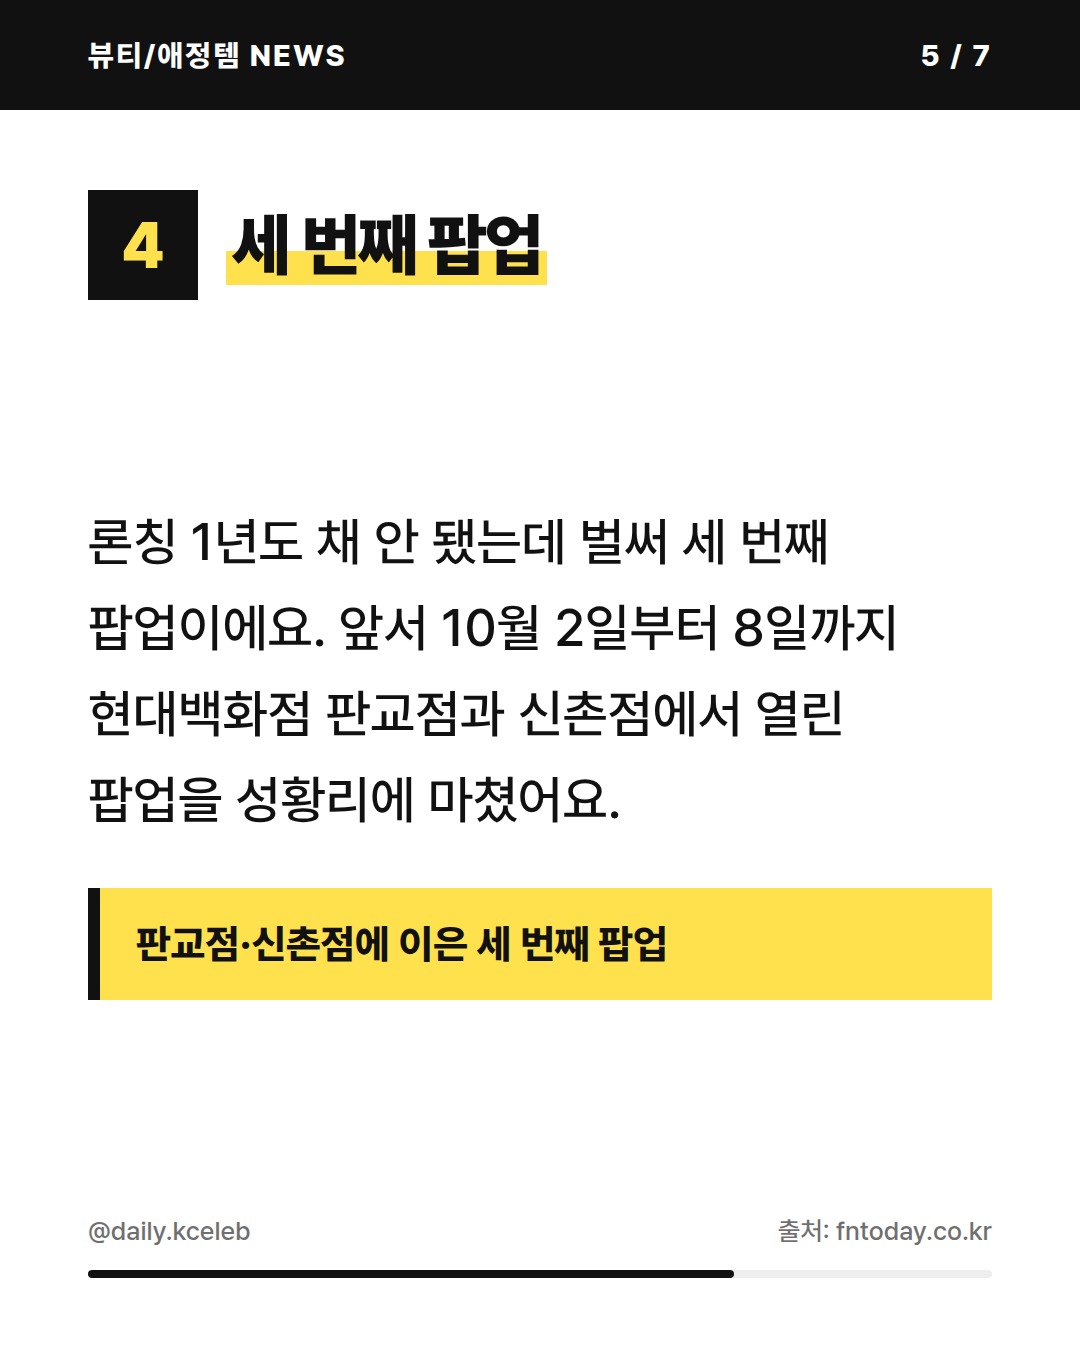 뷰티/애정템 NEWS
5 / 7
4
세 번째 팝업
론칭 1년도 채 안 됐는데 벌써 세 번째
팝업이에요. 앞서 10월 2일부터 8일까지
현대백화점 판교점과 신촌점에서 열린
팝업을 성황리에 마쳤어요.
판교점·신촌점에 이은 세 번째 팝업
@daily.kceleb
출처: fntoday.co.kr